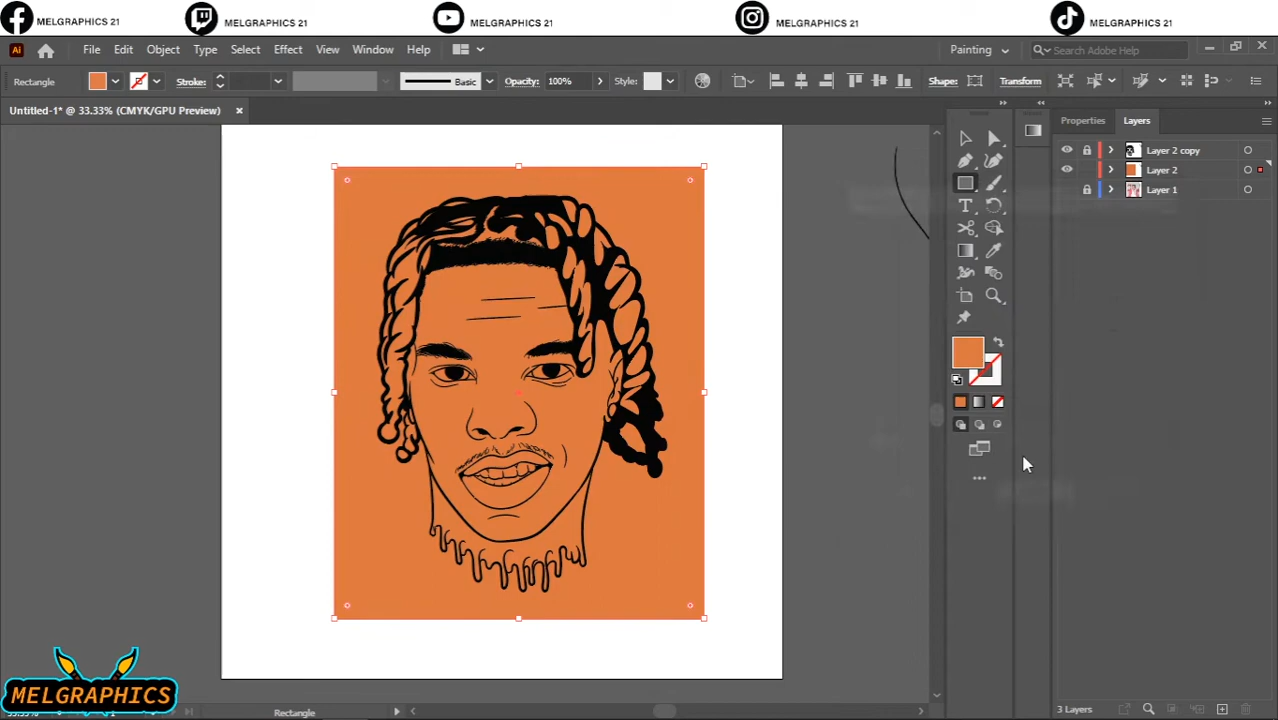 MELGRAPHICS 21
MELGRAPHICS 21
MELGRAPHICS 21
MELGRAPHICS 21
MELGRAPHICS 21
Ai
File Edit Object Type Select Effect View Window Help
Painting
Search Adobe Help
Rectangle
Stroke:
Basic
Opacity: 100%
Style:
Shape:
Transform
Untitled-1* @ 33.33% (CMYK/GPU Preview)
Properties
Layers
Layer 2 copy
Layer 2
Layer 1
MELGRAPHICS
Rectangle
3 Layers